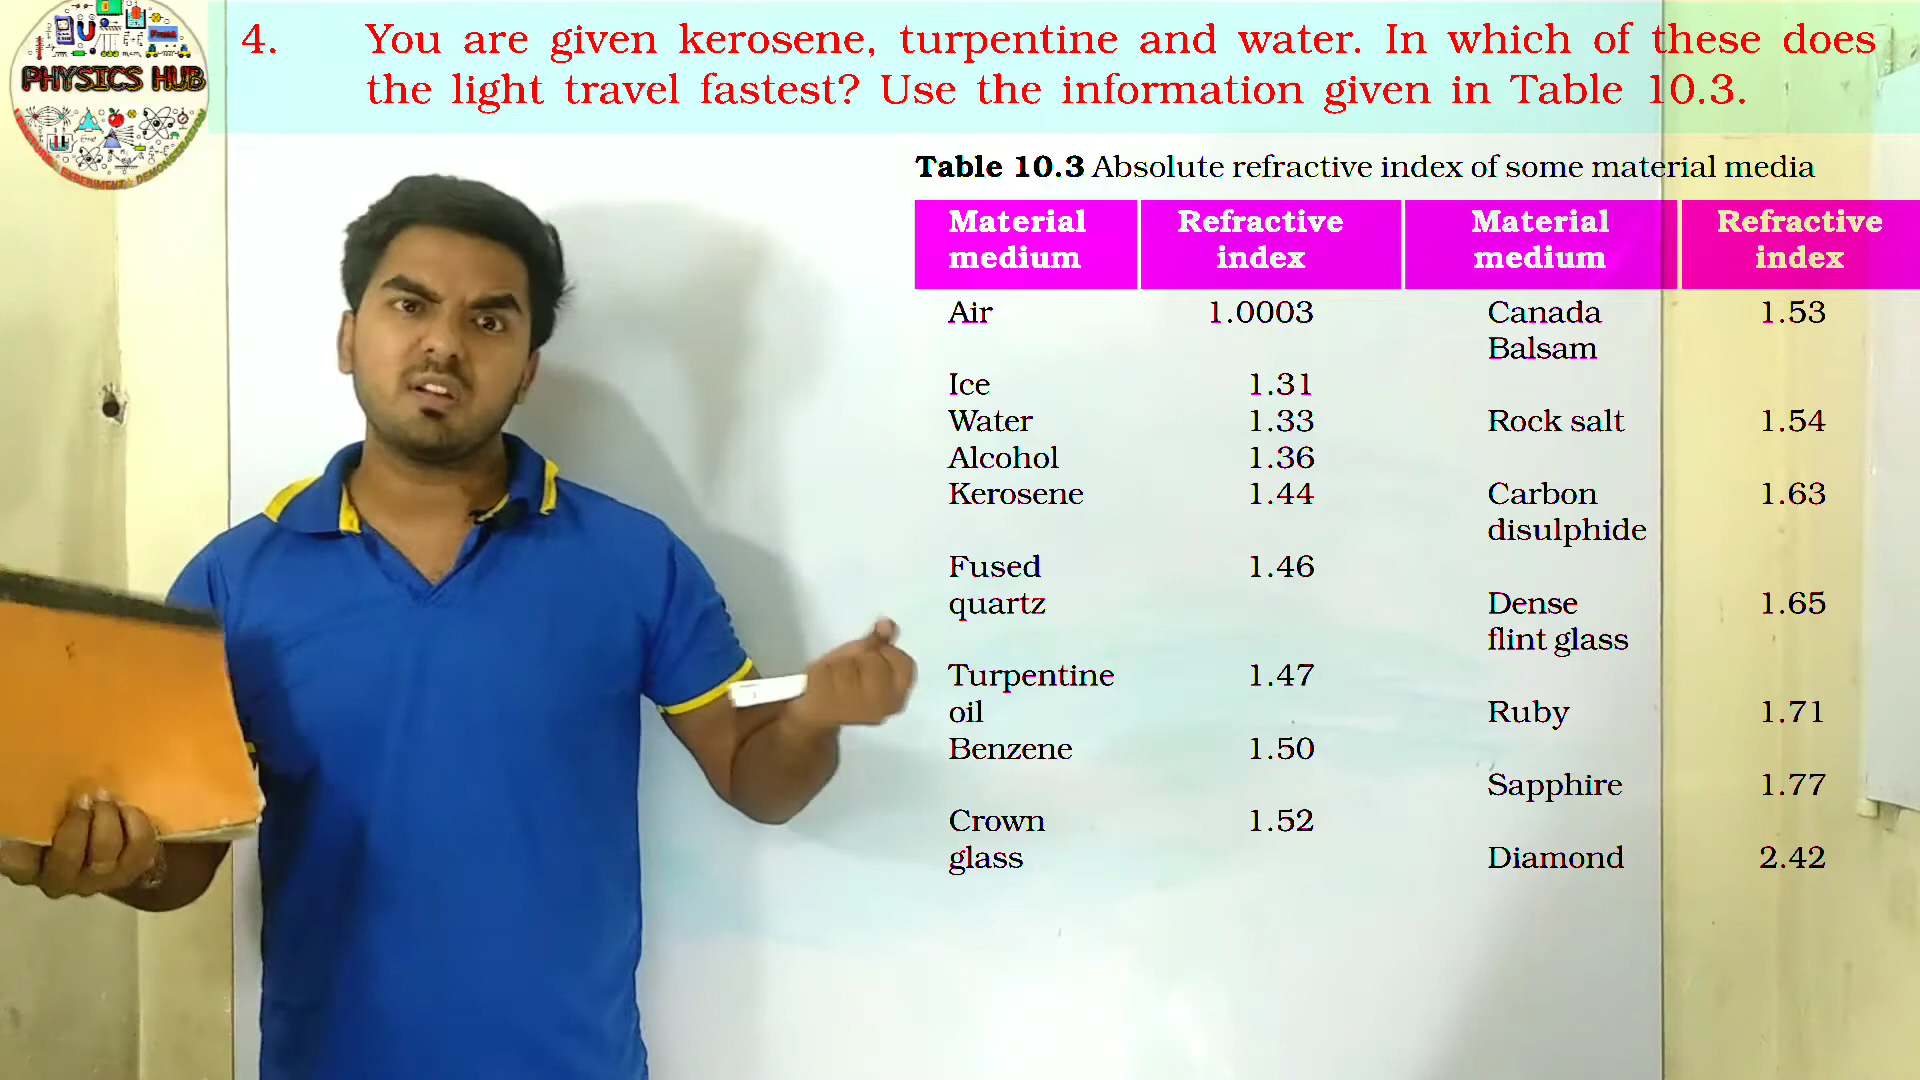 PHYSICS HUB
LECTURE EXPERIMENT DEMONSTRATION
4. You are given kerosene, turpentine and water. In which of these does
the light travel fastest? Use the information given in Table 10.3.
Table 10.3 Absolute refractive index of some material media
Material medium Refractive index Material medium Refractive index
Air 1.0003 Canada
Balsam 1.53
Ice 1.31
Water 1.33 Rock salt 1.54
Alcohol 1.36
Kerosene 1.44 Carbon
disulphide 1.63
Fused
quartz 1.46
Dense
flint glass 1.65
Turpentine
oil 1.47
Ruby 1.71
Benzene 1.50
Sapphire 1.77
Crown
glass 1.52
Diamond 2.42